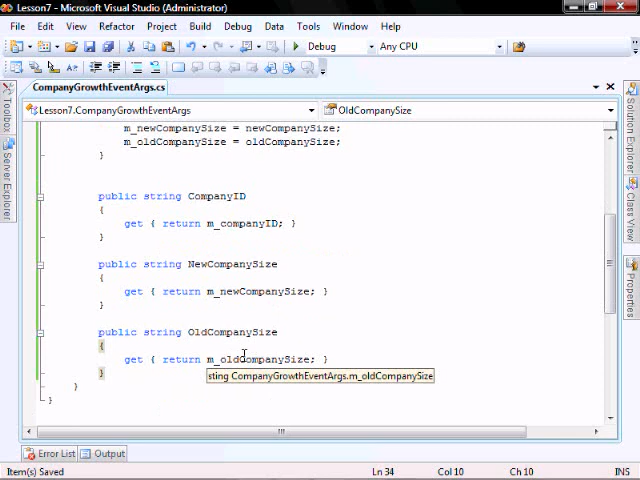 Lesson7 - Microsoft Visual Studio (Administrator)
File Edit View Refactor Project Build Debug Data Tools Window Help
Debug Any CPU
CompanyGrowthEventArgs.cs
Lesson7.CompanyGrowthEventArgs OldCompanySize
m_newCompanySize = newCompanySize;
m_oldCompanySize = oldCompanySize;
}
public string CompanyID
{
get { return m_companyID; }
}
public string NewCompanySize
{
get { return m_newCompanySize; }
}
public string OldCompanySize
{
get { return m_oldCompanySize; }
}
sting CompanyGrowthEventArgs.m_oldCompanySize
}
}
Toolbox
Server Explorer
Solution Explorer
Class View
Properties
Error List Output
Item(s) Saved Ln 34 Col 10 Ch 10 INS